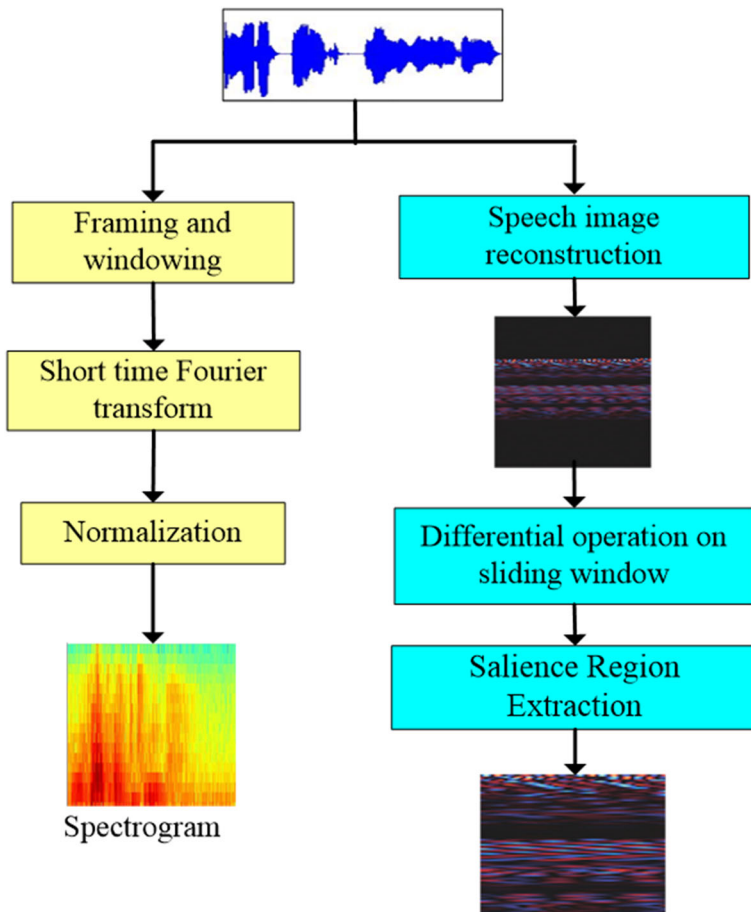 Framing and
windowing
Short time Fourier
transform
Normalization
Spectrogram
Speech image
reconstruction
Differential operation on
sliding window
Salience Region
Extraction